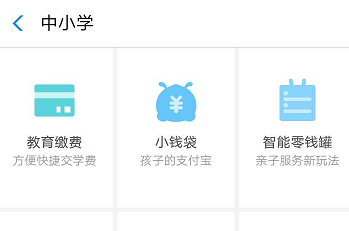 中小学
教育缴费
方便快捷交学费
小钱袋
孩子的支付宝
智能零钱罐
亲子服务新玩法